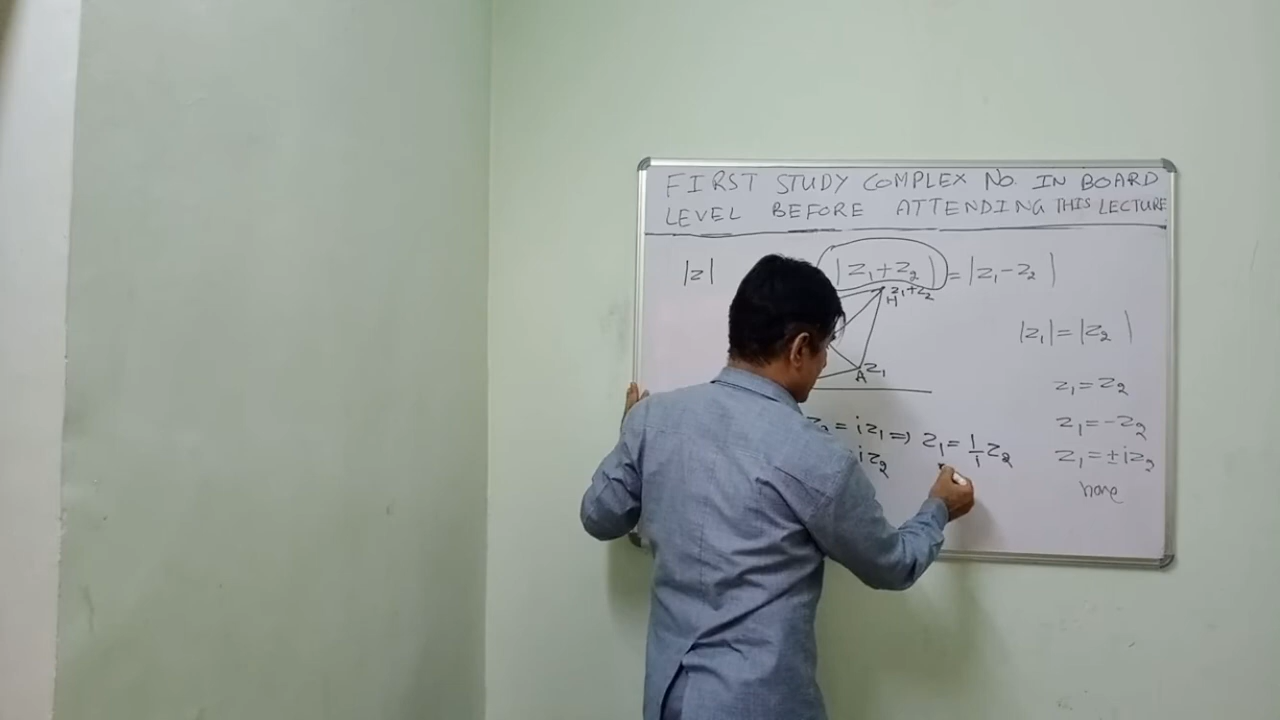 FIRST STUDY COMPLEX NO. IN BOARD
LEVEL BEFORE ATTENDING THIS LECTURE
|z| |z₁+z₂| = |z₁-z₂|
z₁+z₂
H
|z₁|=|z₂|
A z₁
z₁=z₂
z₁=-z₂
z₂ = iz₁ ⇒ z₁ = 1/i z₂
iz₂
z₁=±iz₂
none